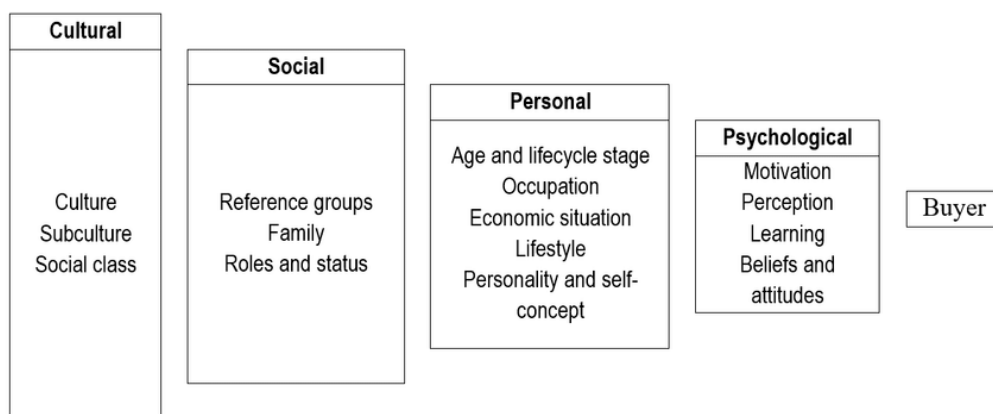 Cultural
Culture
Subculture
Social class
Social
Reference groups
Family
Roles and status
Personal
Age and lifecycle stage
Occupation
Economic situation
Lifestyle
Personality and self-
concept
Psychological
Motivation
Perception
Learning
Beliefs and
attitudes
Buyer